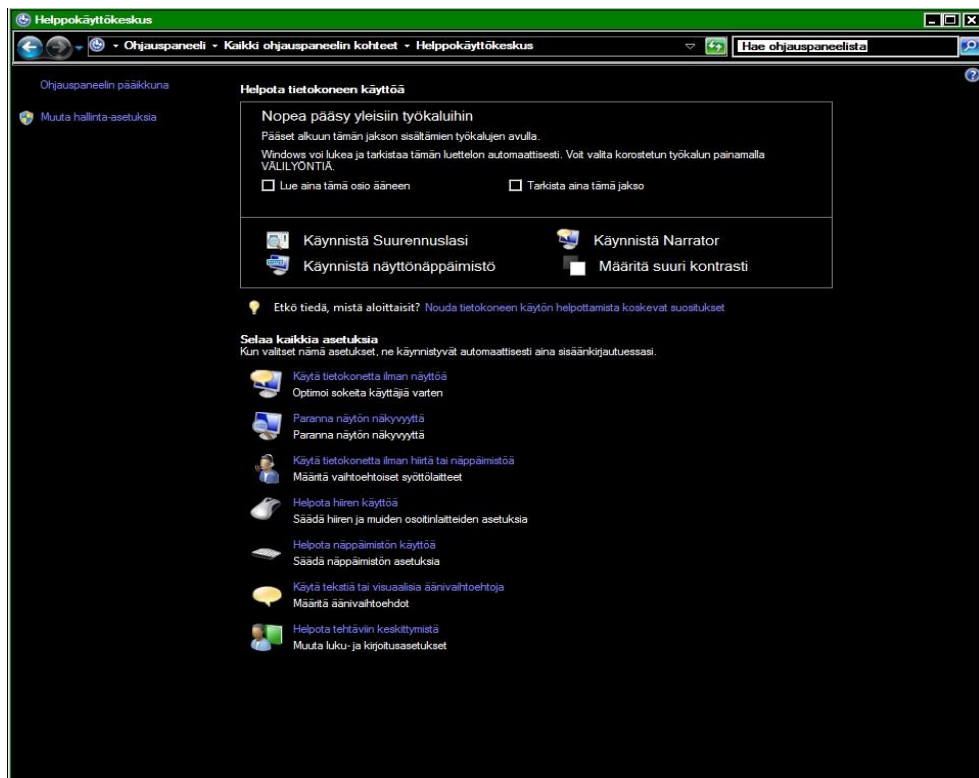 Helppokäyttökeskus
Ohjauspaneeli Kaikki ohjauspaneelin kohteet Helppokäyttökeskus
Hae ohjauspaneelista
Ohjauspaneelin pääikkuna
Muuta hallinta-asetuksia
Helpota tietokoneen käyttöä
Nopea pääsy yleisiin työkaluihin
Pääset alkuun tämän jakson sisältämien työkalujen avulla.
Windows voi lukea ja tarkistaa tämän luettelon automaattisesti. Voit valita korostetun työkalun painamalla
VÄLILYÖNTIÄ.
Lue aina tämä osio ääneen
Tarkista aina tämä jakso
Käynnistä Suurennuslasi
Käynnistä Narrator
Käynnistä näyttönäppäimistö
Määritä suuri kontrasti
Etkö tiedä, mistä aloittaisit? Nouda tietokoneen käytön helpottamista koskevat suositukset
Selaa kaikkia asetuksia
Kun valitset nämä asetukset, ne käynnistyvät automaattisesti aina sisäänkirjautuessasi.
Käytä tietokonetta ilman näyttöä
Optimoi sokeita käyttäjiä varten
Paranna näytön näkyvyyttä
Paranna näytön näkyvyyttä
Käytä tietokonetta ilman hiirtä tai näppäimistöä
Määritä vaihtoehtoiset syöttölaitteet
Helpota hiiren käyttöä
Säädä hiiren ja muiden osoitinlaitteiden asetuksia
Helpota näppäimistön käyttöä
Säädä näppäimistön asetuksia
Käytä tekstiä tai visuaalisia äänivaihtoehtoja
Määritä äänivaihtoehdot
Helpota tehtäviin keskittymistä
Muuta luku- ja kirjoitusasetukset